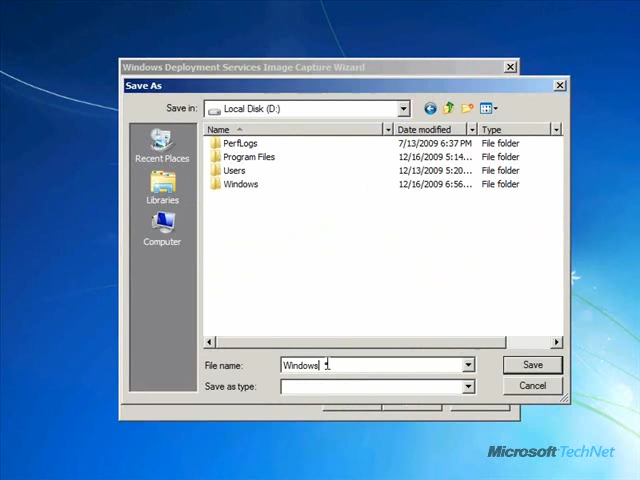 Windows Deployment Services Image Capture Wizard
Save As
Save in: Local Disk (D:)
Name Date modified Type
PerfLogs 7/13/2009 6:37 PM File folder
Program Files 12/16/2009 5:14... File folder
Users 12/13/2009 5:20... File folder
Windows 12/16/2009 6:56... File folder
Recent Places
Libraries
Computer
File name: Windows Save
Save as type: Cancel
Microsoft TechNet